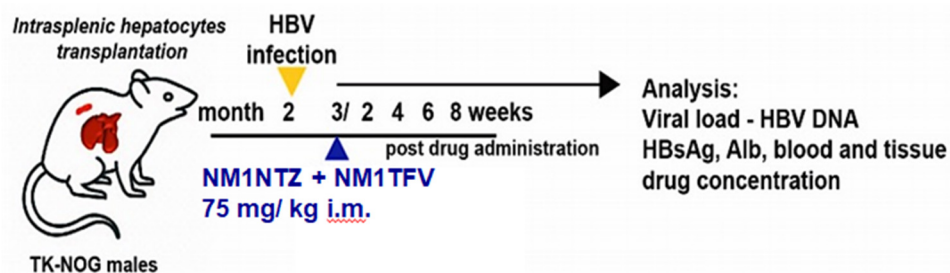 Intrasplenic hepatocytes
transplantation
HBV
infection
month 2 3/ 2 4 6 8 weeks
post drug administration
NM1NTZ + NM1TFV
75 mg/ kg i.m.
TK-NOG males
Analysis:
Viral load - HBV DNA
HBsAg, Alb, blood and tissue
drug concentration